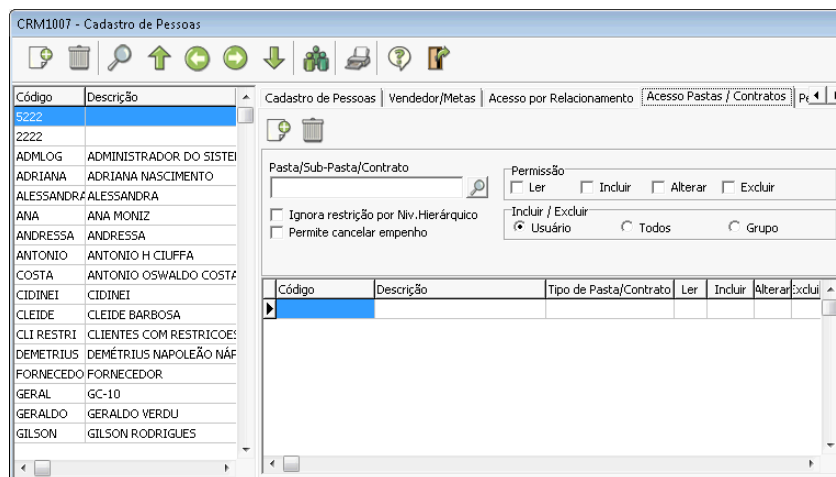 CRM1007 - Cadastro de Pessoas
Código Descrição
5222
2222
ADMLOG ADMINISTRADOR DO SISTE
ADRIANA ADRIANA NASCIMENTO
ALESSANDRA ALESSANDRA
ANA ANA MONIZ
ANDRESSA ANDRESSA
ANTONIO ANTONIO H CIUFFA
COSTA ANTONIO OSWALDO COSTA
CIDINEI CIDINEI
CLEIDE CLEIDE BARBOSA
CLI RESTRI CLIENTES COM RESTRICOES
DEMETRIUS DEMÉTRIUS NAPOLEÃO NÁP
FORNECEDO FORNECEDOR
GERAL GC-10
GERALDO GERALDO VERDU
GILSON GILSON RODRIGUES
Cadastro de Pessoas Vendedor/Metas Acesso por Relacionamento Acesso Pastas / Contratos Pe
Pasta/Sub-Pasta/Contrato
Ignora restrição por Niv.Hierárquico
Permite cancelar empenho
Permissão
Ler Incluir Alterar Excluir
Incluir / Excluir
Usuário Todos Grupo
Código Descrição Tipo de Pasta/Contrato Ler Incluir Alterar Exclui